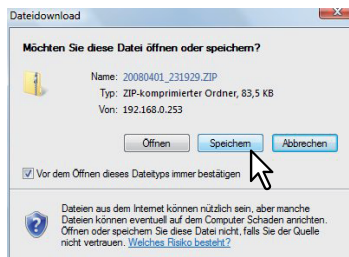 Dateidownload
Möchten Sie diese Datei öffnen oder speichern?
Name: 20080401_231929.ZIP
Typ: ZIP-komprimierter Ordner, 83,5 KB
Von: 192.168.0.253
Öffnen Speichern Abbrechen
Vor dem Öffnen dieses Dateityps immer bestätigen
Dateien aus dem Internet können nützlich sein, aber manche
Dateien können eventuell auf dem Computer Schaden anrichten.
Öffnen oder speichern Sie diese Datei nicht, falls Sie der Quelle
nicht vertrauen. Welches Risiko besteht?